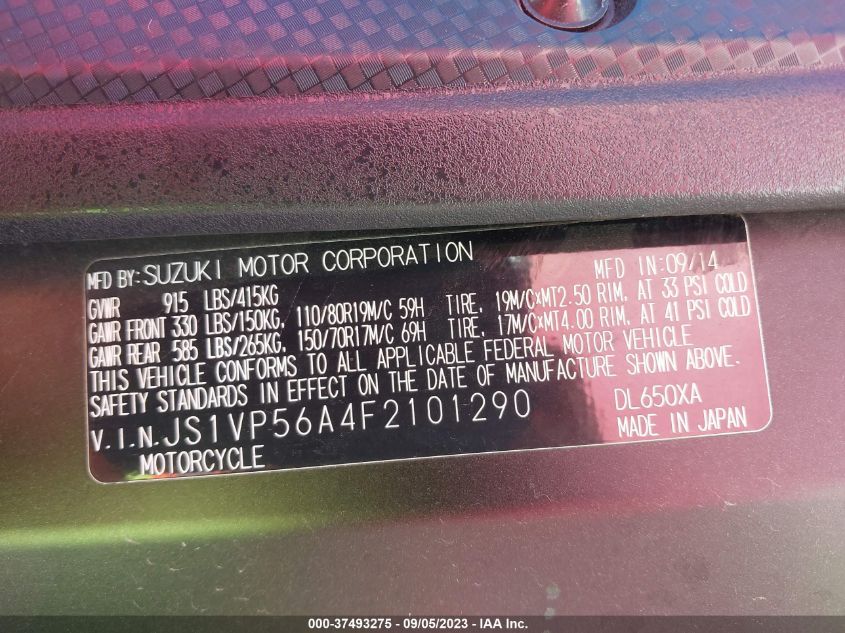 MFD BY: SUZUKI MOTOR CORPORATION MFD IN: 09/14
GVWR 915 LBS/415KG
GAWR FRONT 330 LBS/150KG, 110/80R19M/C 59H TIRE, 19M/C×MT2.50 RIM, AT 33 PSI COLD
GAWR REAR 585 LBS/265KG, 150/70R17M/C 69H TIRE, 17M/C×MT4.00 RIM, AT 41 PSI COLD
THIS VEHICLE CONFORMS TO ALL APPLICABLE FEDERAL MOTOR VEHICLE
SAFETY STANDARDS IN EFFECT ON THE DATE OF MANUFACTURE SHOWN ABOVE.
V.I.N. JS1VP56A4F2101290 DL650XA
MOTORCYCLE MADE IN JAPAN
000-37493275 - 09/05/2023 - IAA Inc.